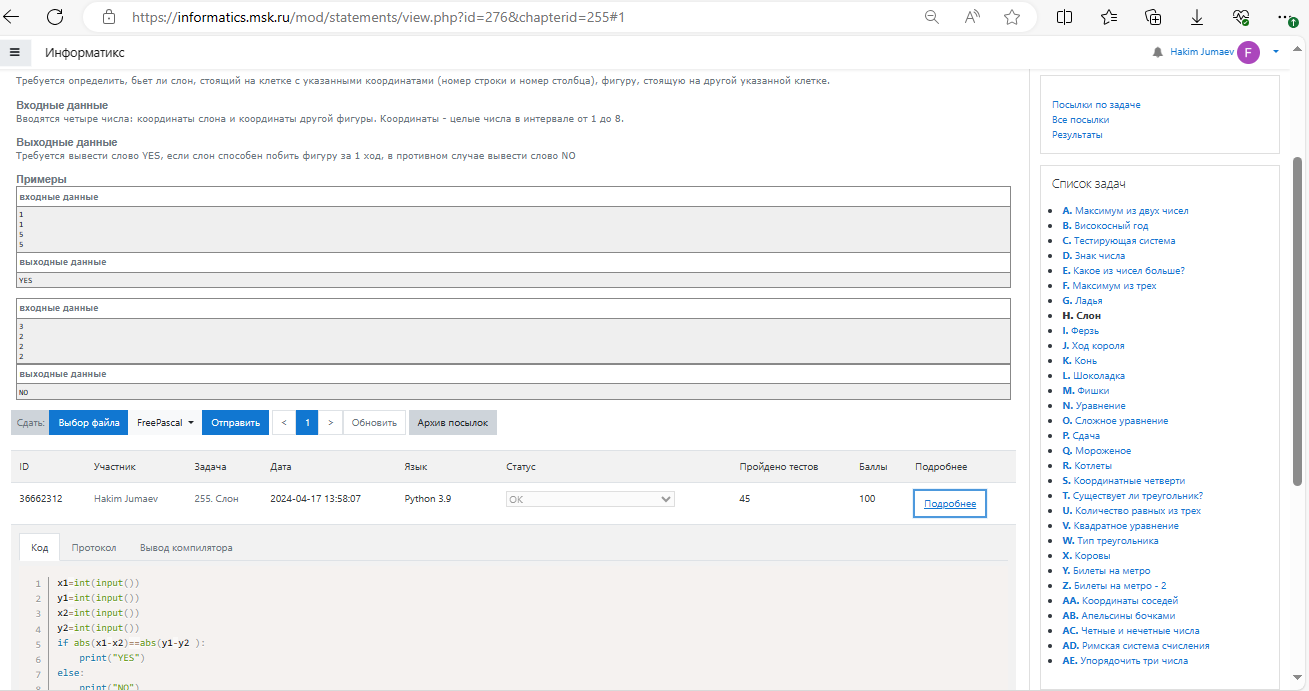 https://informatics.msk.ru/mod/statements/view.php?id=276&chapterid=255#1
Информатикс
Hakim Jumaev
F
Требуется определить, бьет ли слон, стоящий на клетке с указанными координатами (номер строки и номер столбца), фигуру, стоящую на другой указанной клетке.
Входные данные
Вводятся четыре числа: координаты слона и координаты другой фигуры. Координаты - целые числа в интервале от 1 до 8.
Выходные данные
Требуется вывести слово YES, если слон способен побить фигуру за 1 ход, в противном случае вывести слово NO
Примеры
входные данные
1
1
5
5
выходные данные
YES
входные данные
3
2
2
2
выходные данные
NO
Сдать: Выбор файла FreePascal Отправить < 1 > Обновить Архив посылок
ID Участник Задача Дата Язык Статус Пройдено тестов Баллы Подробнее
36662312 Hakim Jumaev 255. Слон 2024-04-17 13:58:07 Python 3.9 OK 45 100 Подробнее
Код Протокол Вывод компилятора
1 x1=int(input())
2 y1=int(input())
3 x2=int(input())
4 y2=int(input())
5 if abs(x1-x2)==abs(y1-y2 ):
6 print("YES")
7 else:
8 print("NO")
Посылки по задаче
Все посылки
Результаты
Список задач
A. Максимум из двух чисел
B. Високосный год
C. Тестирующая система
D. Знак числа
E. Какое из чисел больше?
F. Максимум из трех
G. Ладья
H. Слон
I. Ферзь
J. Ход короля
K. Конь
L. Шоколадка
M. Фишки
N. Уравнение
O. Сложное уравнение
P. Сдача
Q. Мороженое
R. Котлеты
S. Координатные четверти
T. Существует ли треугольник?
U. Количество равных из трех
V. Квадратное уравнение
W. Тип треугольника
X. Коровы
Y. Билеты на метро
Z. Билеты на метро - 2
AA. Координаты соседей
AB. Апельсины бочками
AC. Четные и нечетные числа
AD. Римская система счисления
AE. Упорядочить три числа